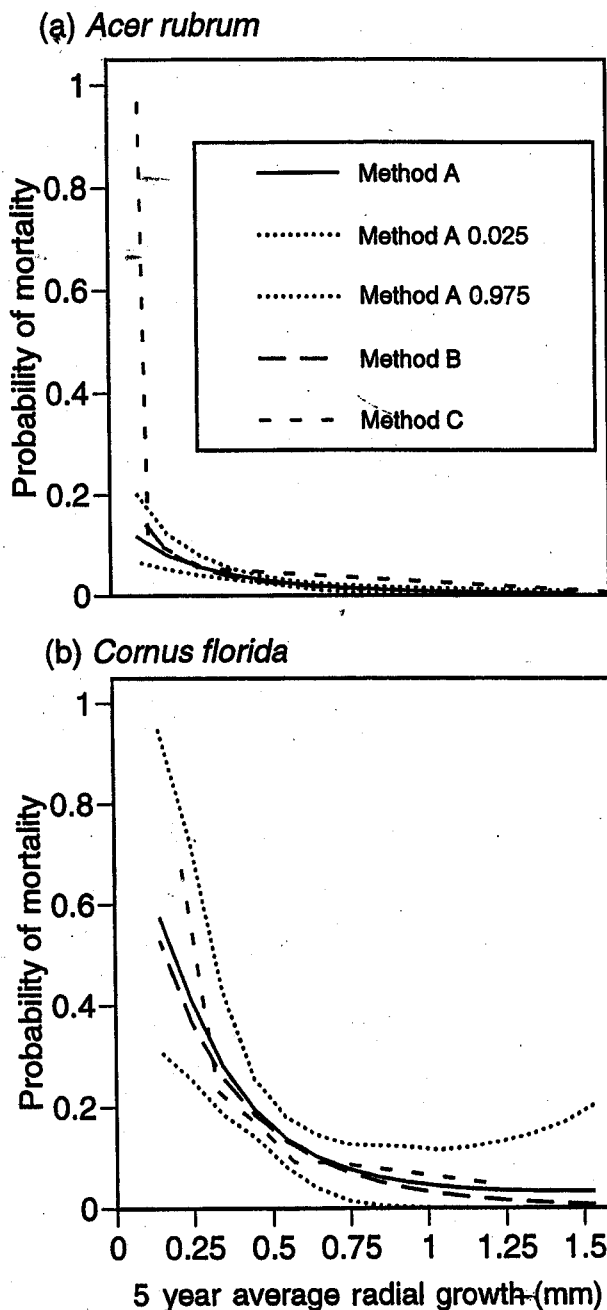 (a) Acer rubrum
1
0.8
0.6
0.4
0.2
0
Probability of mortality
Method A
Method A 0.025
Method A 0.975
Method B
Method C
(b) Cornus florida
1
0.8
0.6
0.4
0.2
0
Probability of mortality
0 0.25 0.5 0.75 1 1.25 1.5
5 year average radial growth (mm)